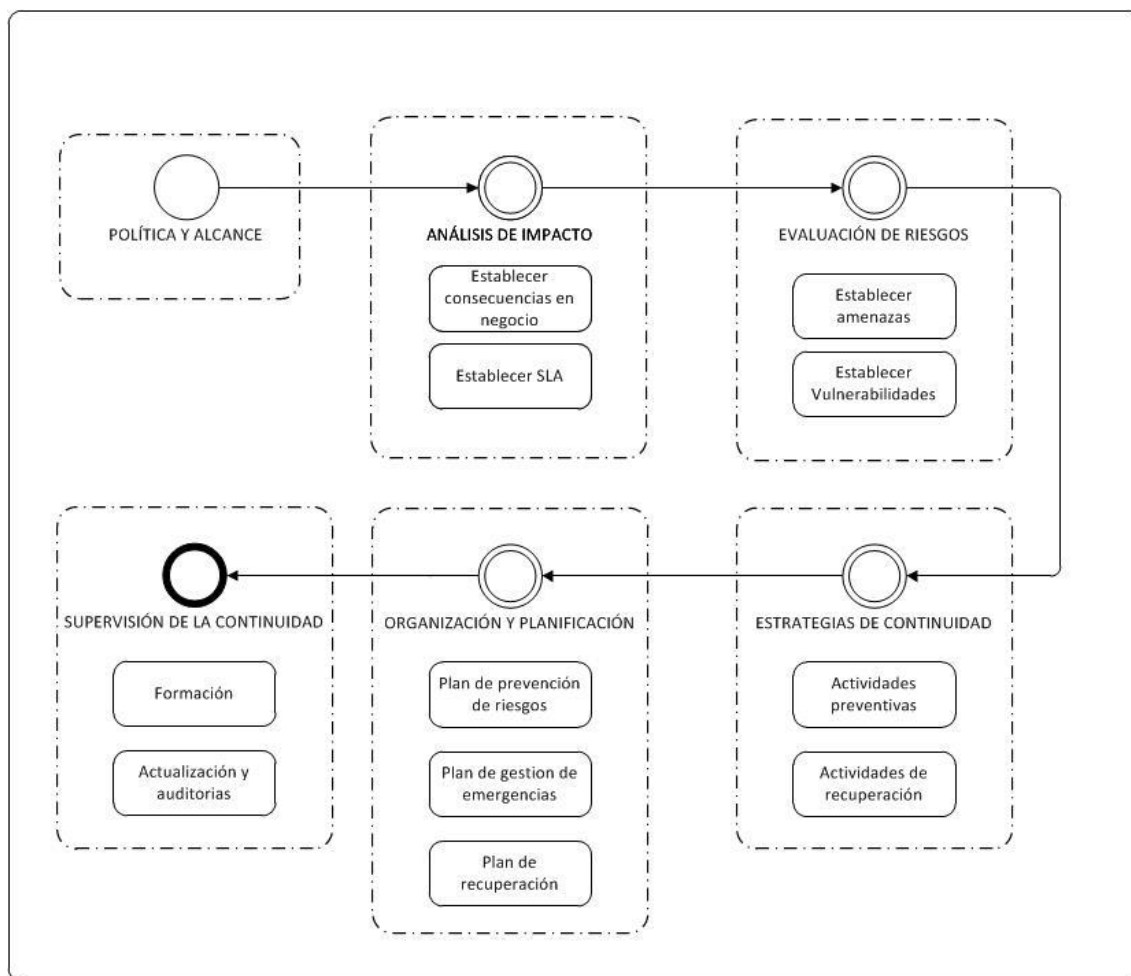 POLÍTICA Y ALCANCE
ANÁLISIS DE IMPACTO
Establecer
consecuencias en
negocio
Establecer SLA
EVALUACIÓN DE RIESGOS
Establecer
amenazas
Establecer
Vulnerabilidades
SUPERVISIÓN DE LA CONTINUIDAD
Formación
Actualización y
auditorias
ORGANIZACIÓN Y PLANIFICACIÓN
Plan de prevención
de riesgos
Plan de gestion de
emergencias
Plan de
recuperación
ESTRATEGIAS DE CONTINUIDAD
Actividades
preventivas
Actividades de
recuperación